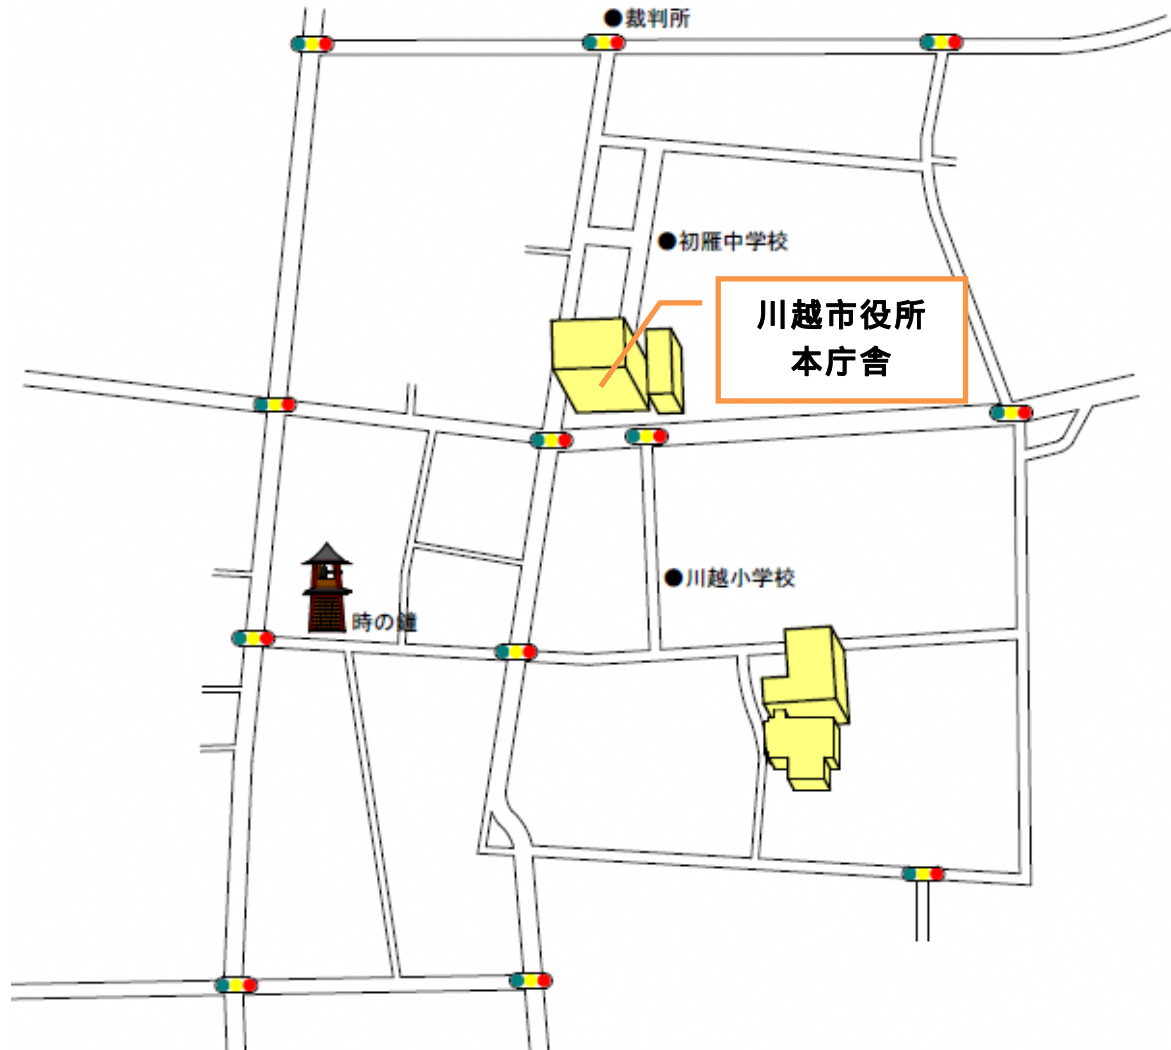 ●裁判所
●初雁中学校
川越市役所
本庁舎
●川越小学校
時の鐘